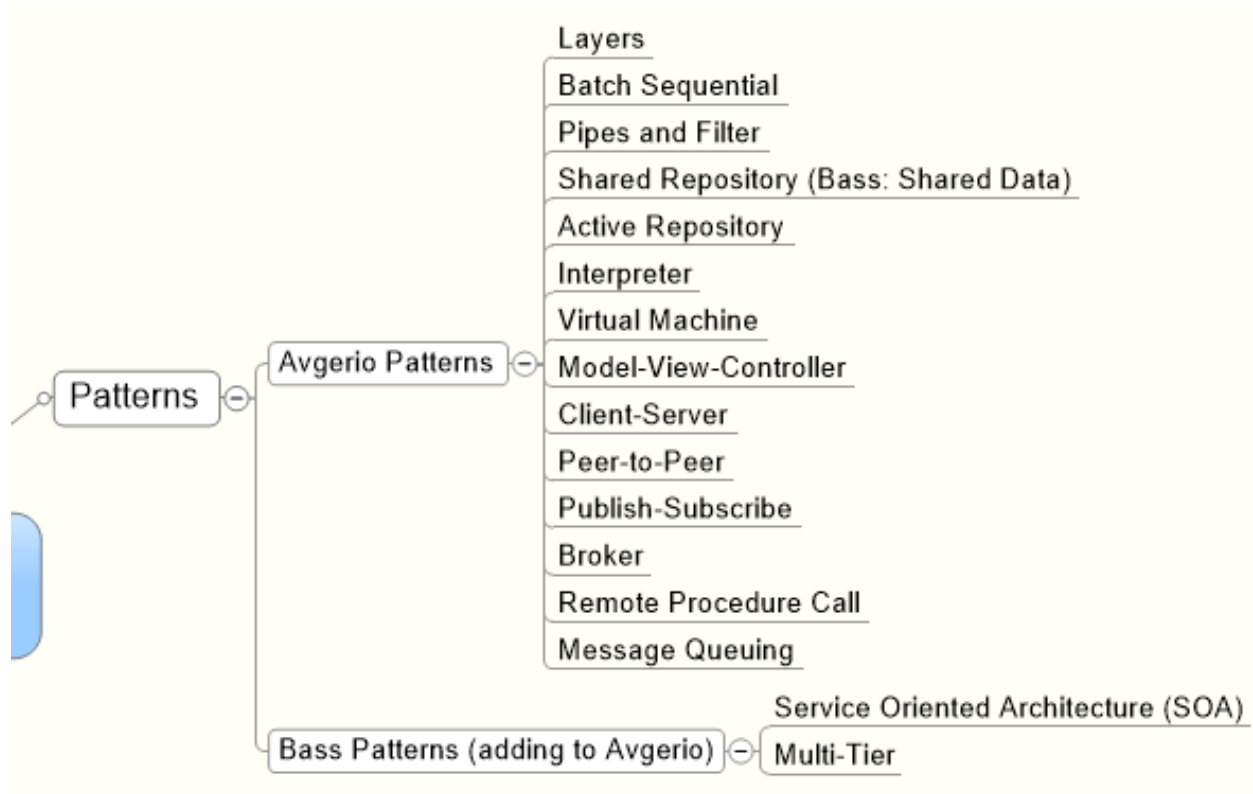 Patterns
Avgerio Patterns
Layers
Batch Sequential
Pipes and Filter
Shared Repository (Bass: Shared Data)
Active Repository
Interpreter
Virtual Machine
Model-View-Controller
Client-Server
Peer-to-Peer
Publish-Subscribe
Broker
Remote Procedure Call
Message Queuing
Bass Patterns (adding to Avgerio)
Service Oriented Architecture (SOA)
Multi-Tier